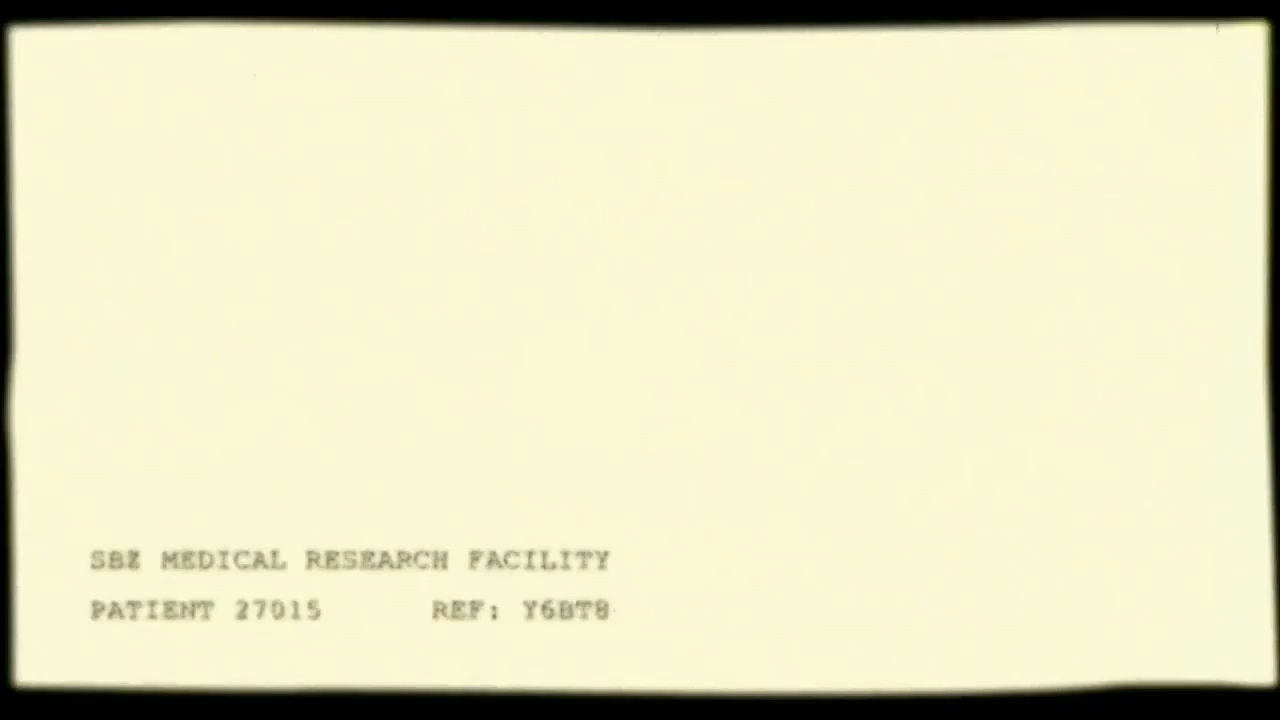 SBZ MEDICAL RESEARCH FACILITY
PATIENT 27015 REF: Y6BT8